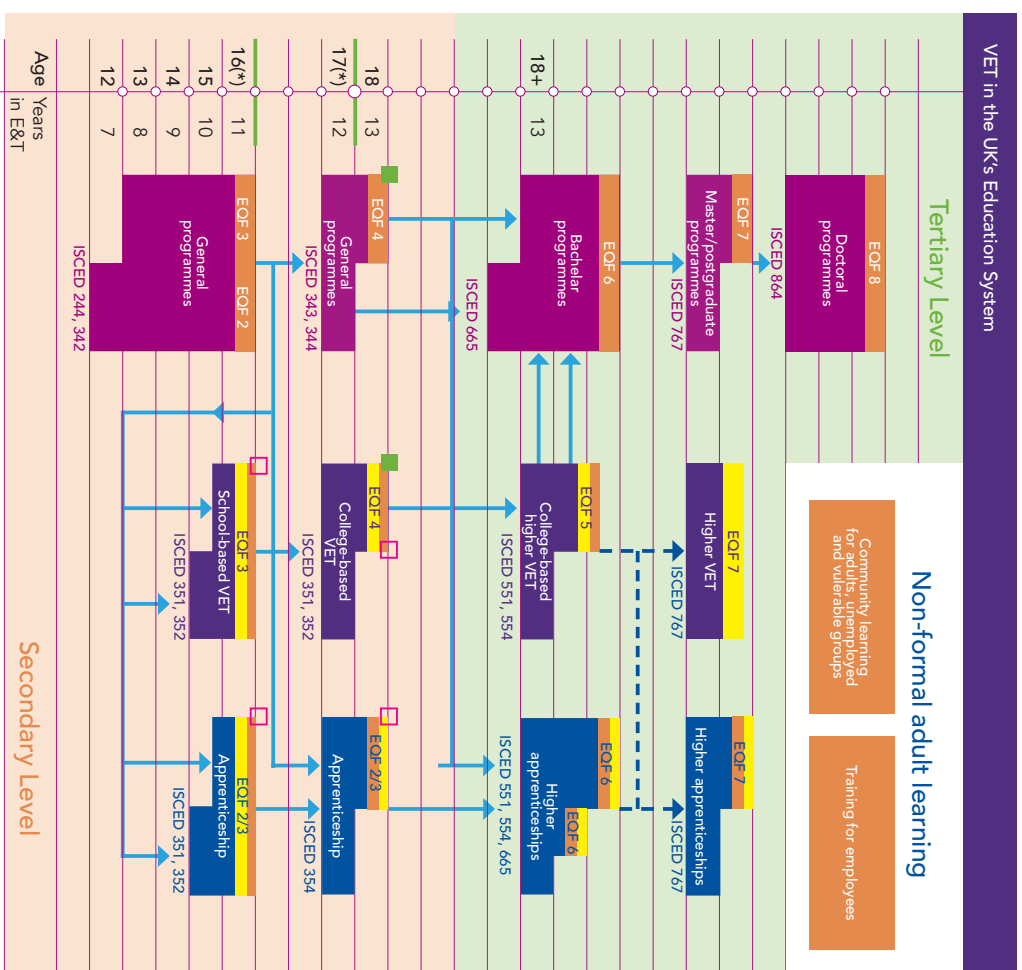 VET in the UK's Education System
Tertiary Level
Non-formal adult learning
Community learning
for adults, unemployed
and vulerable groups
Training for employees
EQF 8
Doctoral
programmes
ISCED 864
EQF 7
Master/postgraduate
programmes
ISCED 767
EQF 7
Higher VET
ISCED 767
EQF 7
Higher apprenticeships
ISCED 767
18+
13
EQF 6
Bachelar
programmes
ISCED 665
EQF 5
College-based
higher VET
ISCED 551, 554
EQF 6
EQF 6
Higher
apprenticeships
ISCED 551, 554, 665
18
13
17(*)
12
EQF 4
General
programmes
ISCED 343, 344
EQF 4
College-based
VET
ISCED 351, 352
EQF 2/3
Apprenticeship
ISCED 354
16(*)
11
15
10
14
9
13
8
12
7
Age
Years
in E&T
EQF 3
EQF 2
General
programmes
ISCED 244, 342
EQF 3
School-based VET
ISCED 351, 352
EQF 2/3
Apprenticeship
ISCED 351, 352
Secondary Level